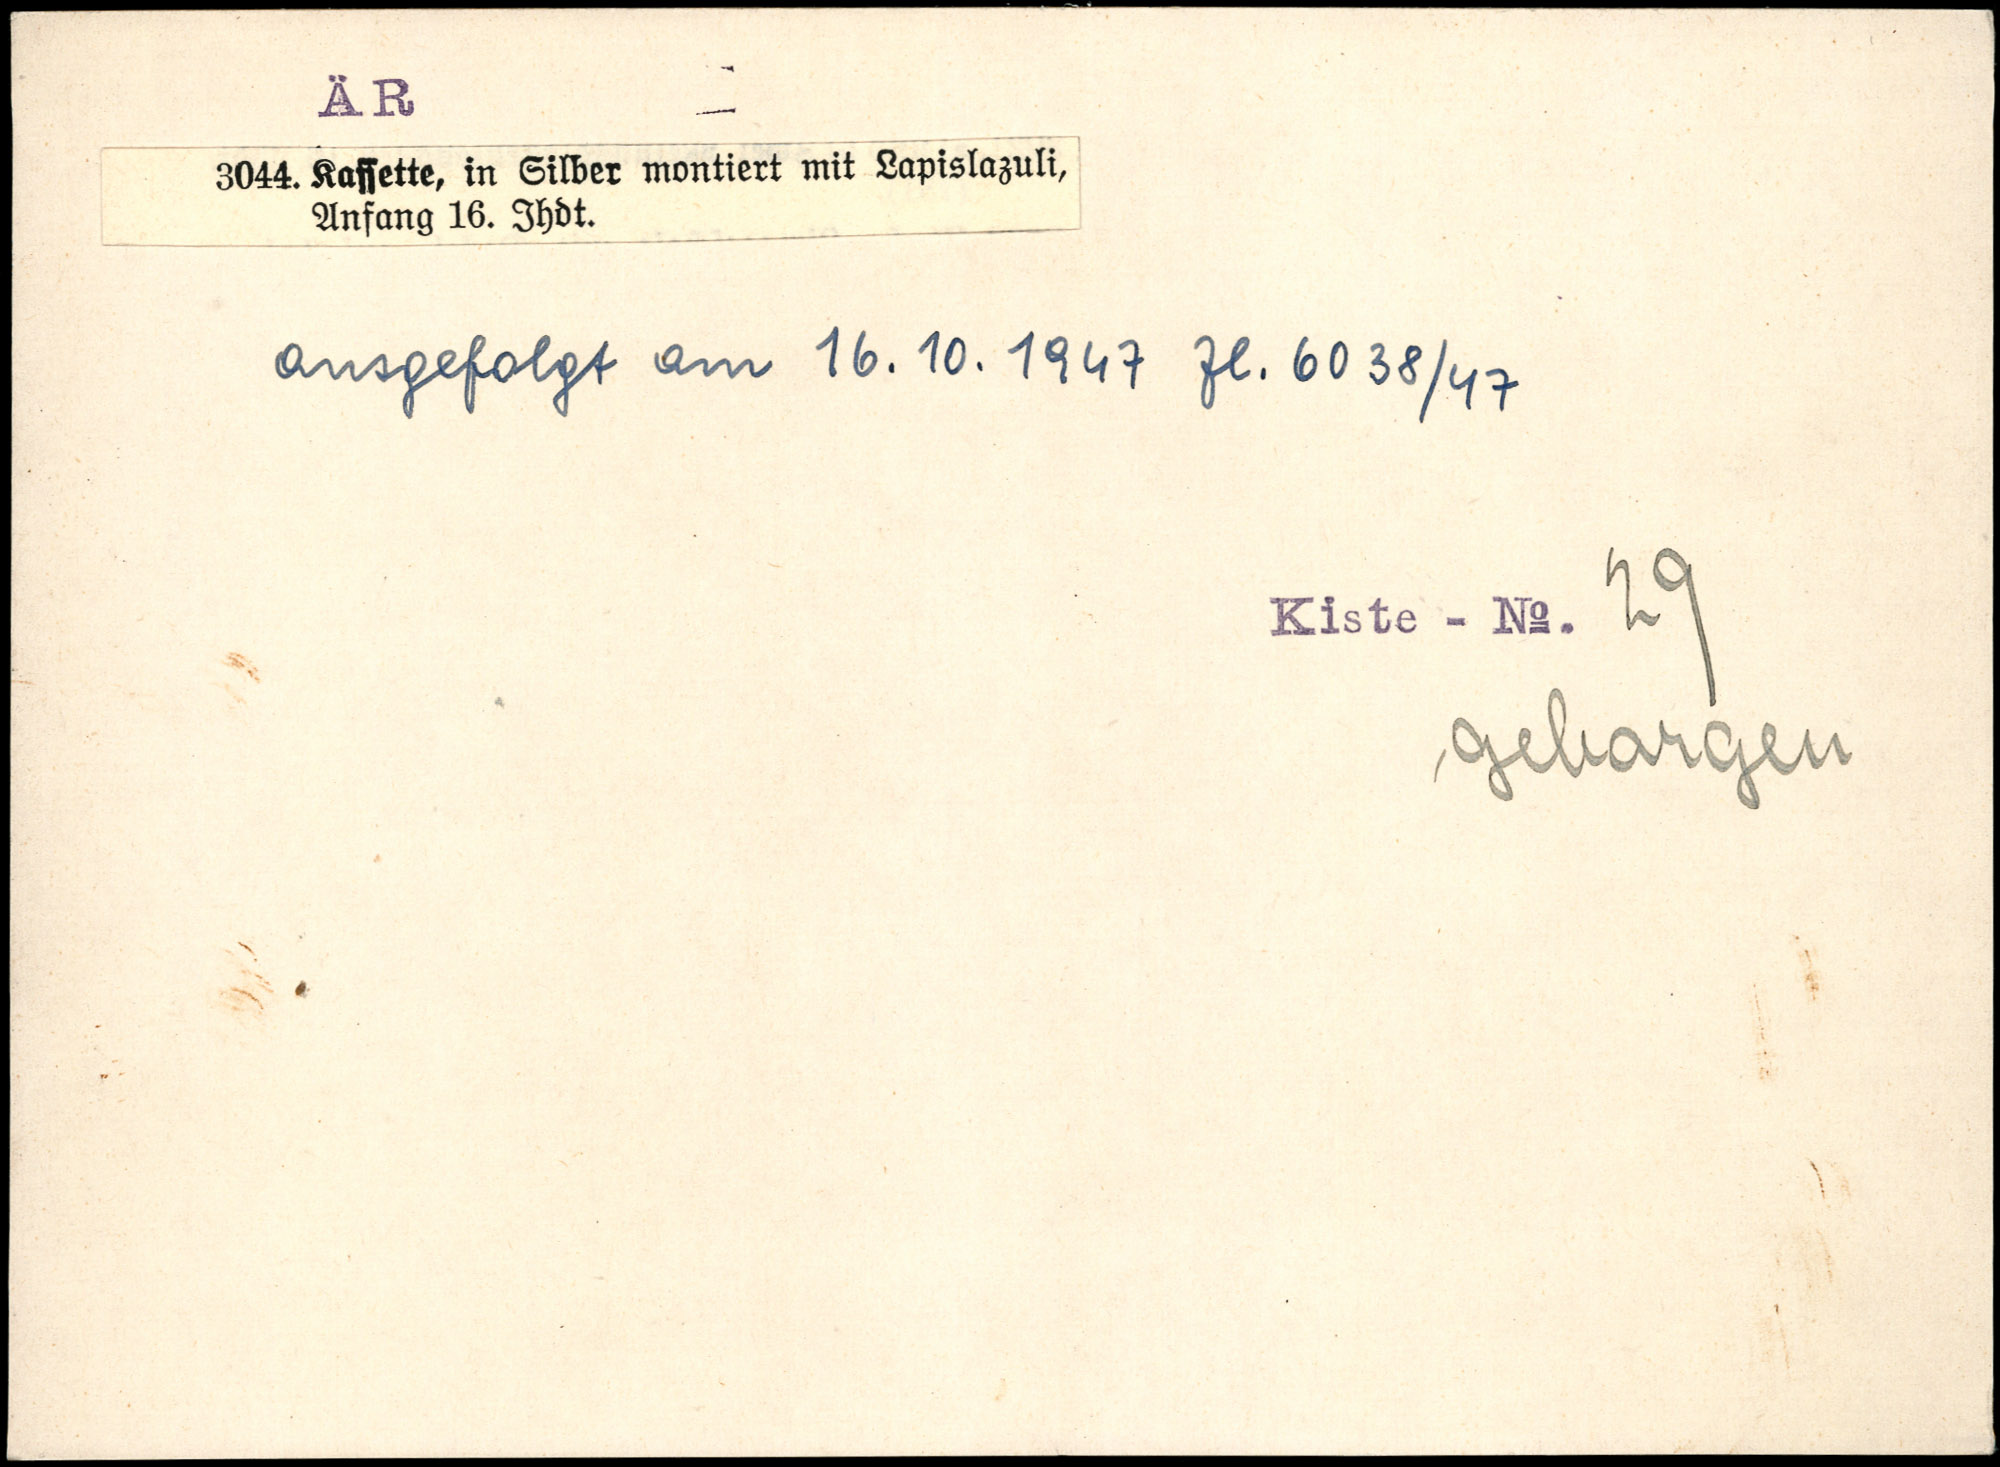 ÄR
3044. Kassette, in Silber montiert mit Lapislazuli,
Anfang 16. Jhdt.
ausgefolgt am 16. 10. 1947 Zl. 6038/47
Kiste - No. 29
geborgen